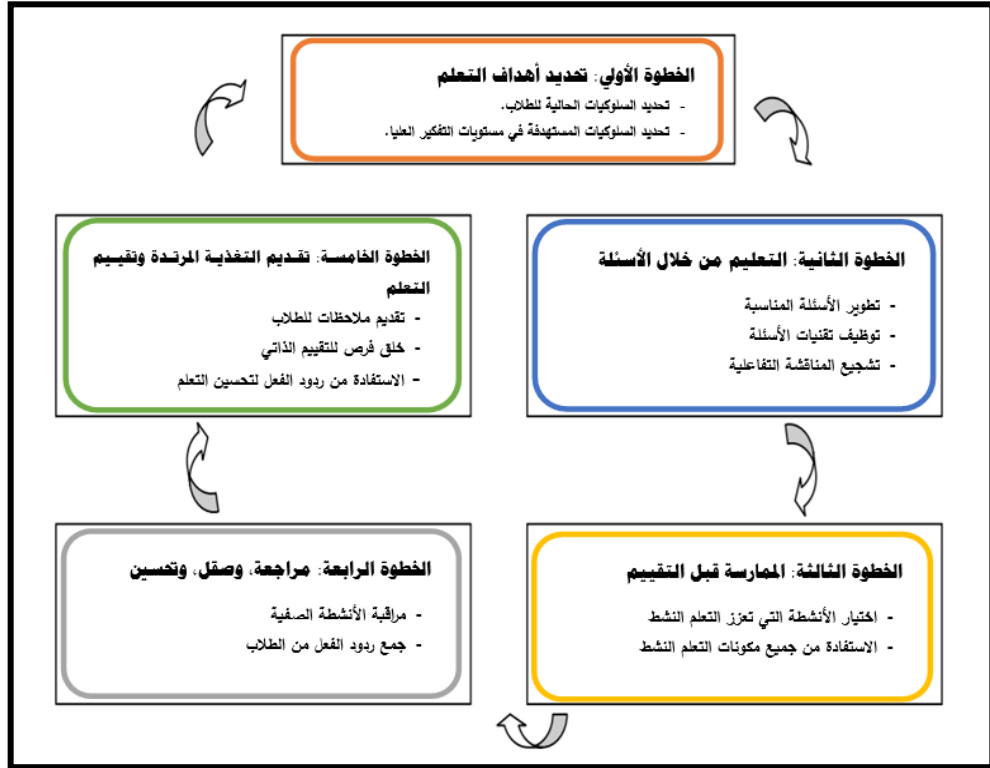 الخطوة الأولي: تحديد أهداف التعلم
- تحديد السلوكيات الحالية للطلاب.
- تحديد السلوكيات المستهدفة في مستويات التفكير العليا.
الخطوة الثانية: التعليم من خلال الأسئلة
- تطوير الأسئلة المناسبة
- توظيف تقنيات الأسئلة
- تشجيع المناقشة التفاعلية
الخطوة الثالثة: الممارسة قبل التقييم
- اختيار الأنشطة التي تعزز التعلم النشط
- الاستفادة من جميع مكونات التعلم النشط
الخطوة الرابعة: مراجعة، وصقل، وتحسين
- مراقبة الأنشطة الصفية
- جمع ردود الفعل من الطلاب
الخطوة الخامسة: تقديم التغذية المرتدة وتقييم
التعلم
- تقديم ملاحظات للطلاب
- خلق فرص للتقييم الذاتي
- الاستفادة من ردود الفعل لتحسين التعلم